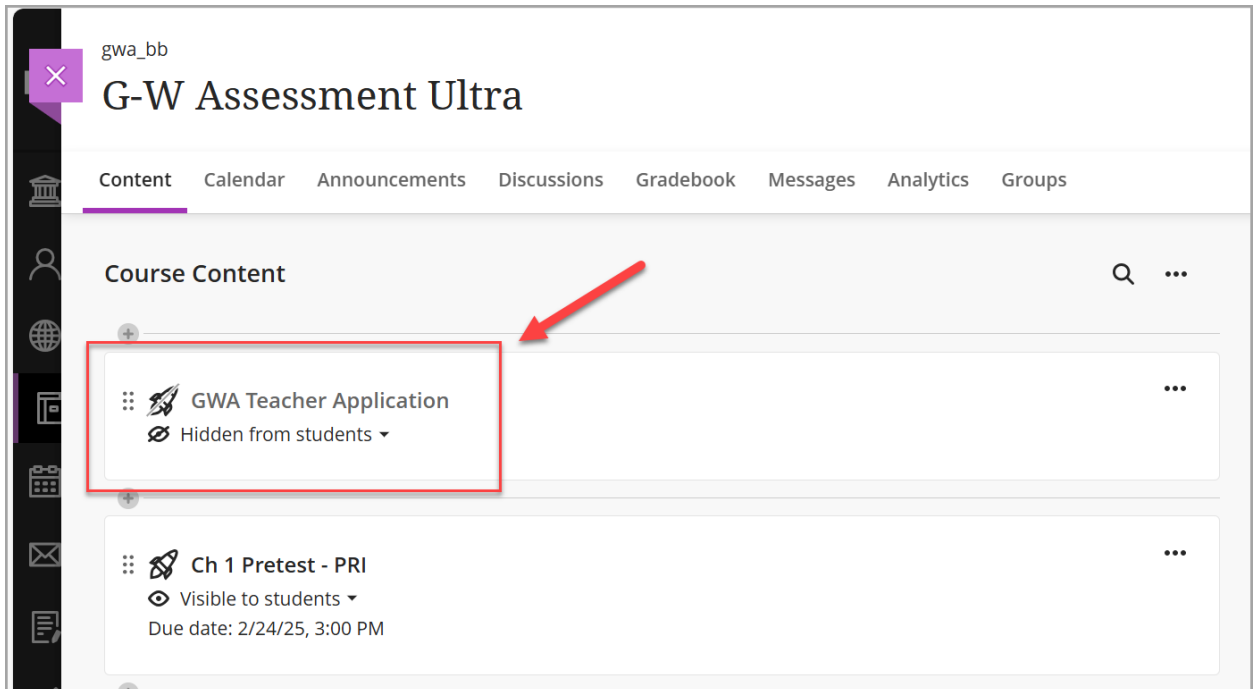 gwa_bb
G-W Assessment Ultra
Content Calendar Announcements Discussions Gradebook Messages Analytics Groups
Course Content
GWA Teacher Application
Hidden from students
Ch 1 Pretest - PRI
Visible to students
Due date: 2/24/25, 3:00 PM